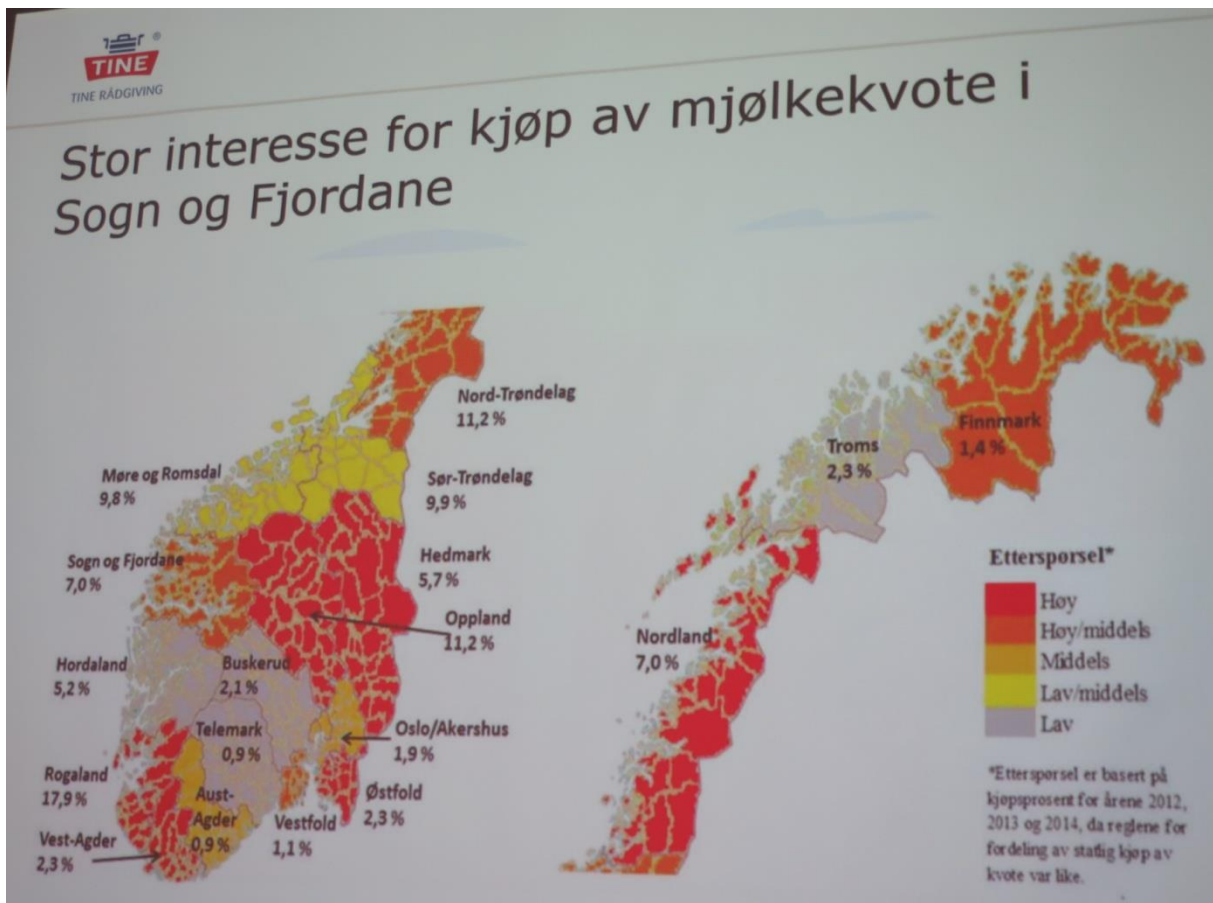 TINE
TINE RÅDGIVING
Stor interesse for kjøp av mjølkekvote i
Sogn og Fjordane
Nord-Trøndelag
11,2 %
Møre og Romsdal
9,8 %
Sør-Trøndelag
9,9 %
Sogn og Fjordane
7,0 %
Hedmark
5,7 %
Oppland
11,2 %
Hordaland
5,2 %
Buskerud
2,1 %
Telemark
0,9 %
Oslo/Akershus
1,9 %
Rogaland
17,9 %
Aust-
Agder
0,9 %
Vestfold
1,1 %
Østfold
2,3 %
Vest-Agder
2,3 %
Finnmark
1,4 %
Troms
2,3 %
Nordland
7,0 %
Etterspørsel*
Høy
Høy/middels
Middels
Lav/middels
Lav
*Etterspørsel er basert på
kjøpsprosent for årene 2012,
2013 og 2014, da reglene for
fordeling av statlig kjøp av
kvote var like.